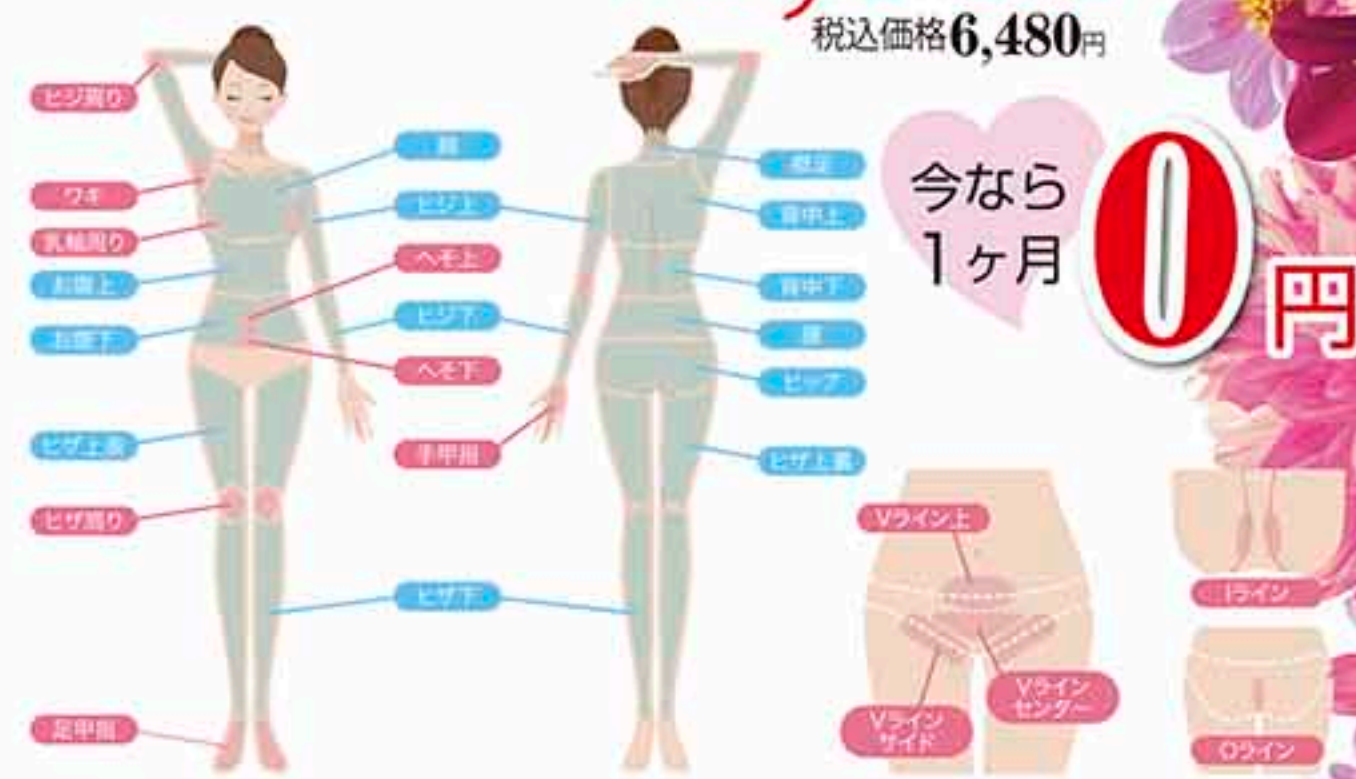 税込価格6,480円
今なら
1ヶ月
0円
ヒジ周り
ワキ
乳輪周り
お腹上
お腹下
ヒザ上表
ヒザ周り
足甲指
胸
ヒジ上
へそ上
ヒジ下
へそ下
手甲指
ヒザ下
襟足
背中上
背中下
腰
ヒップ
ヒザ上裏
Vライン上
Vライン
センター
Vライン
サイド
Iライン
Oライン